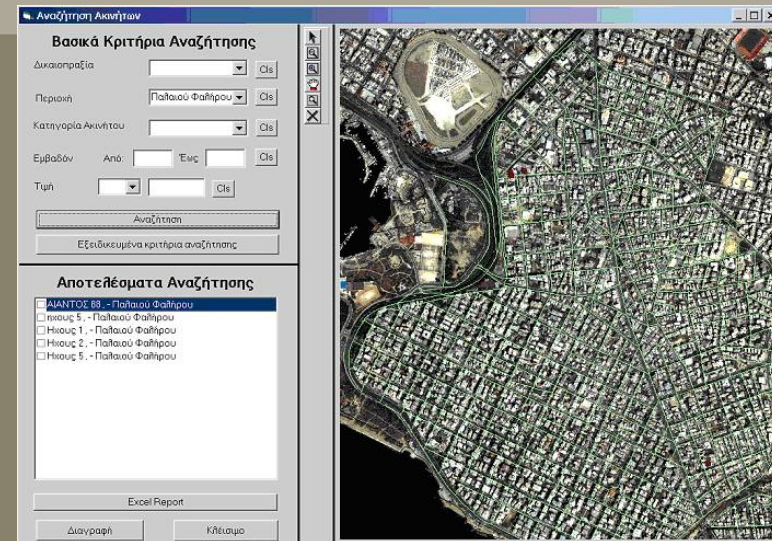 Αναζήτηση Ακινήτων
Βασικά Κριτήρια Αναζήτησης
Δικαιοπραξία Cls
Περιοχή Παλαιού Φαλήρου Cls
Κατηγορία Ακινήτου Cls
Εμβαδόν Από: Έως Cls
Τιμή Cls
Αναζήτηση
Εξειδικευμένα κριτήρια αναζήτησης
Αποτελέσματα Αναζήτησης
ΑΙΑΝΤΟΣ 88 , - Παλαιού Φαλήρου
ηχους 5 , - Παλαιού Φαλήρου
Ηχους 1 , - Παλαιού Φαλήρου
Ηχους 2 , - Παλαιού Φαλήρου
Ηχους 5 , - Παλαιού Φαλήρου
Excel Report
Διαγραφή Κλέισιμο